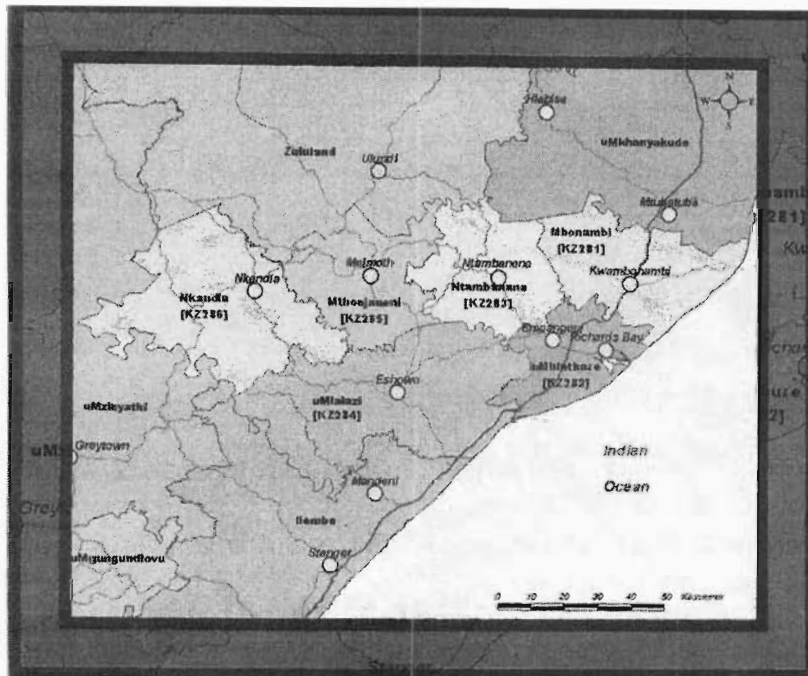 N
W E
S
Hlabisa
uMkhanyakude
Zululand
Ulundi
Mtubatuba
Mbonambi
[KZ281]
Nkandla
Melmoth
Ntambanana
Kwambonambi
Nkandla
[KZ286]
Mthonjaneni
[KZ285]
Ntambanana
[KZ283]
Empangeni
Richards Bay
uMhlathuze
[KZ282]
Eshowe
uMlalazi
[KZ284]
uMzinyathi
Greytown
Indian
Ocean
Mandeni
Ilembe
Stanger
0 10 20 30 40 50 Kilometers
Stanger